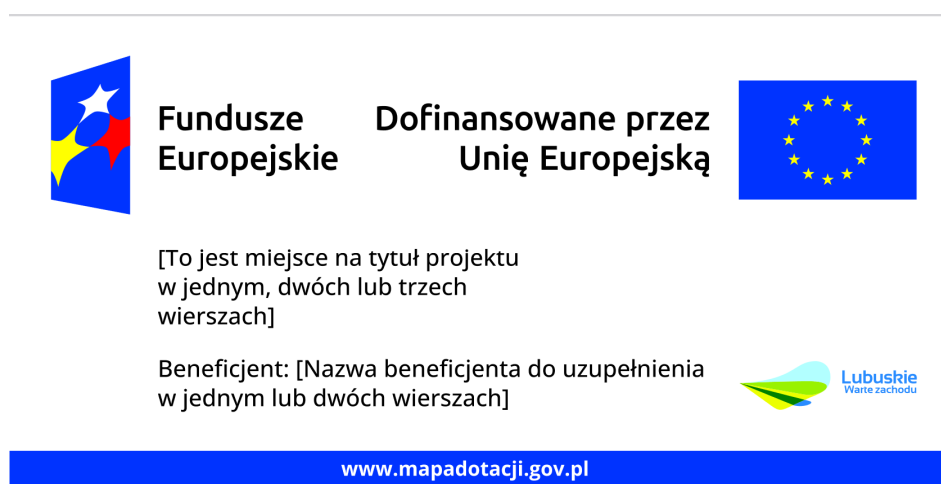 Fundusze
Europejskie
Dofinansowane przez
Unię Europejską
[To jest miejsce na tytuł projektu
w jednym, dwóch lub trzech
wierszach]
Beneficjent: [Nazwa beneficjenta do uzupełnienia
w jednym lub dwóch wierszach]
Lubuskie
Warte zachodu
www.mapadotacji.gov.pl